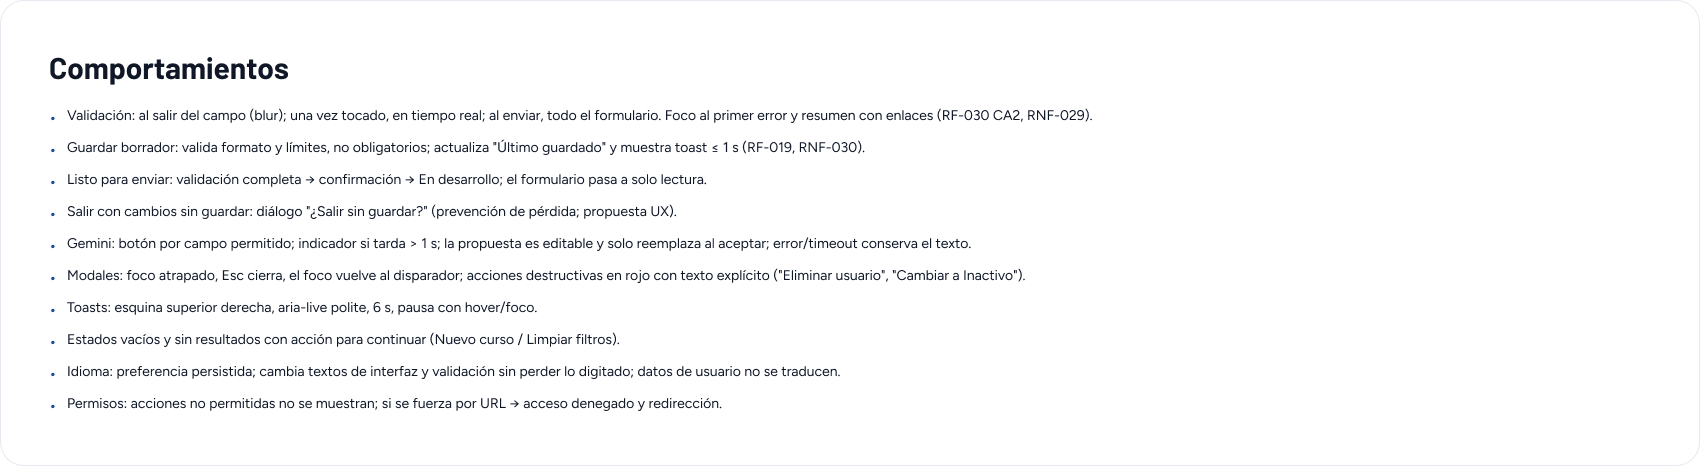 Comportamientos
• Validación: al salir del campo (blur); una vez tocado, en tiempo real; al enviar, todo el formulario. Foco al primer error y resumen con enlaces (RF-030 CA2, RNF-029).
• Guardar borrador: valida formato y límites, no obligatorios; actualiza "Último guardado" y muestra toast ≤ 1 s (RF-019, RNF-030).
• Listo para enviar: validación completa → confirmación → En desarrollo; el formulario pasa a solo lectura.
• Salir con cambios sin guardar: diálogo "¿Salir sin guardar?" (prevención de pérdida; propuesta UX).
• Gemini: botón por campo permitido; indicador si tarda > 1 s; la propuesta es editable y solo reemplaza al aceptar; error/timeout conserva el texto.
• Modales: foco atrapado, Esc cierra, el foco vuelve al disparador; acciones destructivas en rojo con texto explícito ("Eliminar usuario", "Cambiar a Inactivo").
• Toasts: esquina superior derecha, aria-live polite, 6 s, pausa con hover/foco.
• Estados vacíos y sin resultados con acción para continuar (Nuevo curso / Limpiar filtros).
• Idioma: preferencia persistida; cambia textos de interfaz y validación sin perder lo digitado; datos de usuario no se traducen.
• Permisos: acciones no permitidas no se muestran; si se fuerza por URL → acceso denegado y redirección.